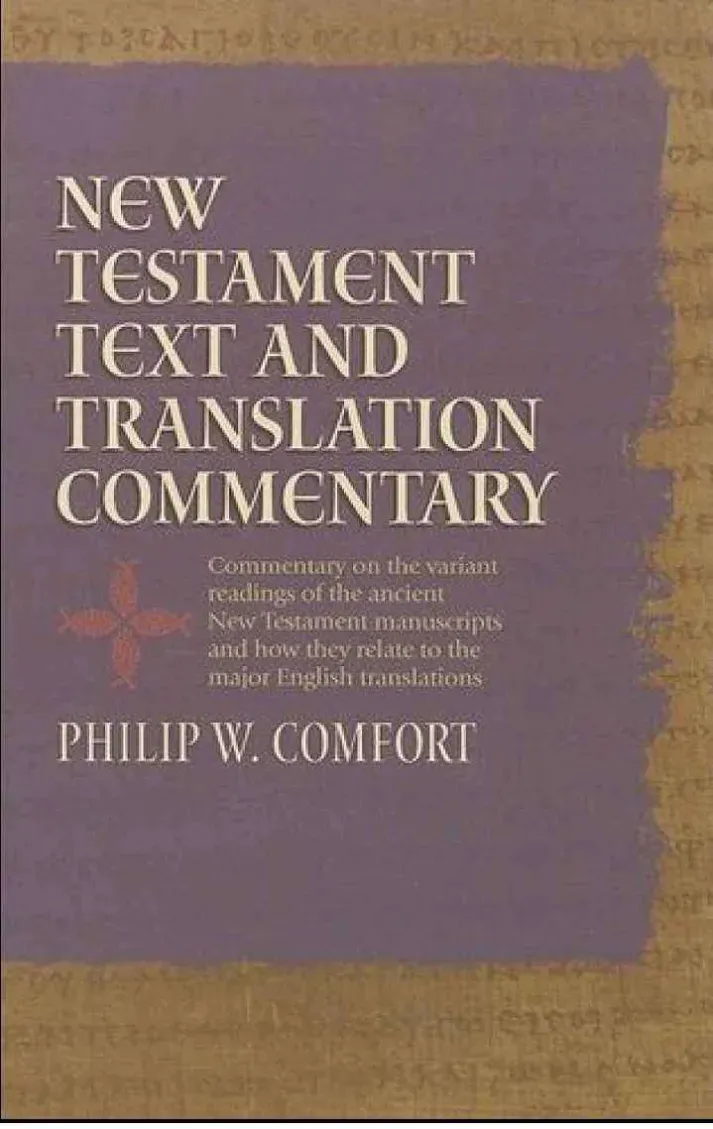 NEW
TESTAMENT
TEXT AND
TRANSLATION
COMMENTARY
Commentary on the variant
readings of the ancient
New Testament manuscripts
and how they relate to the
major English translations
PHILIP W. COMFORT